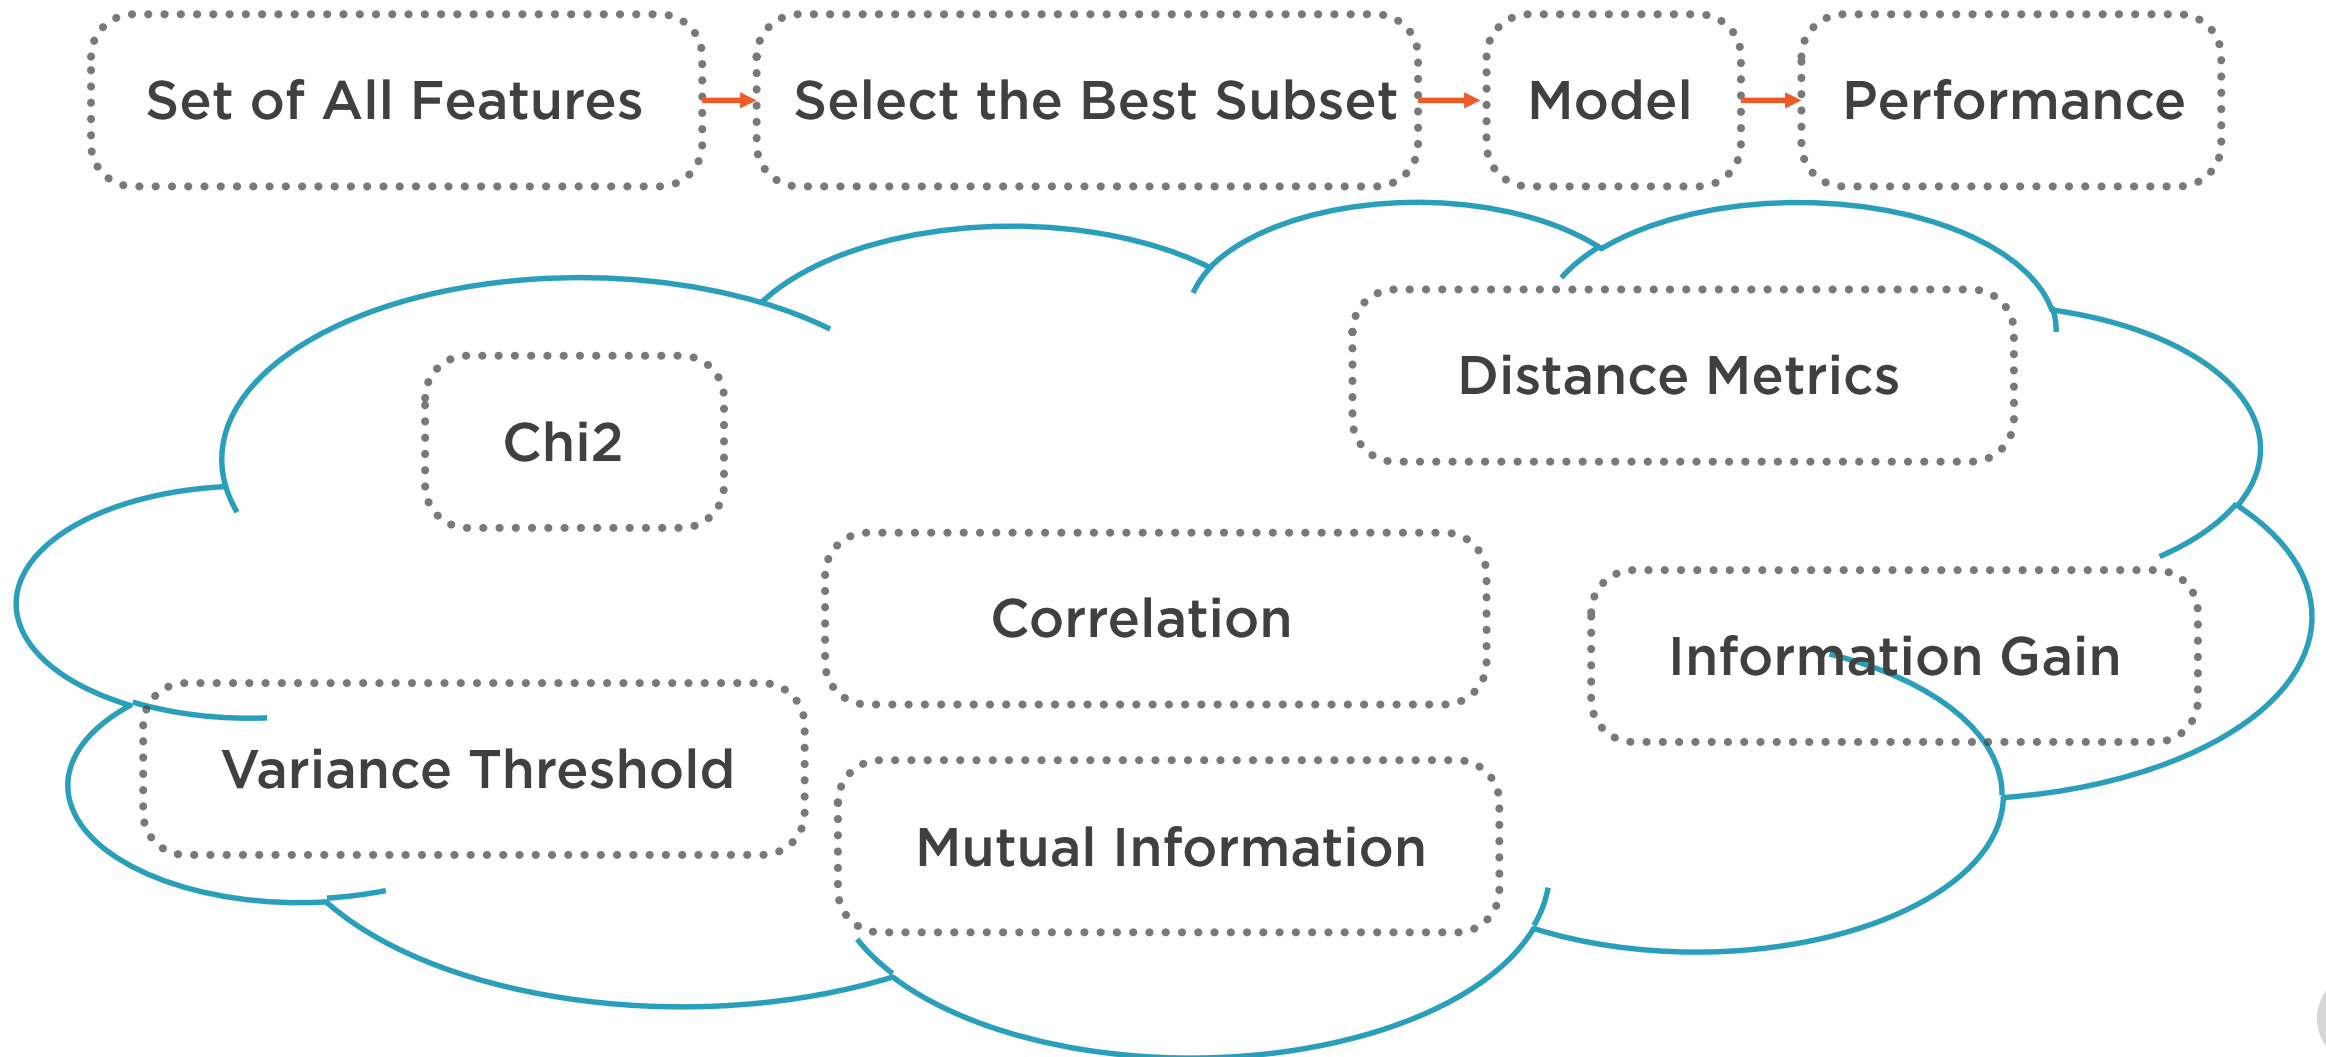 Set of All Features
Select the Best Subset
Model
Performance
Distance Metrics
Chi2
Correlation
Information Gain
Variance Threshold
Mutual Information